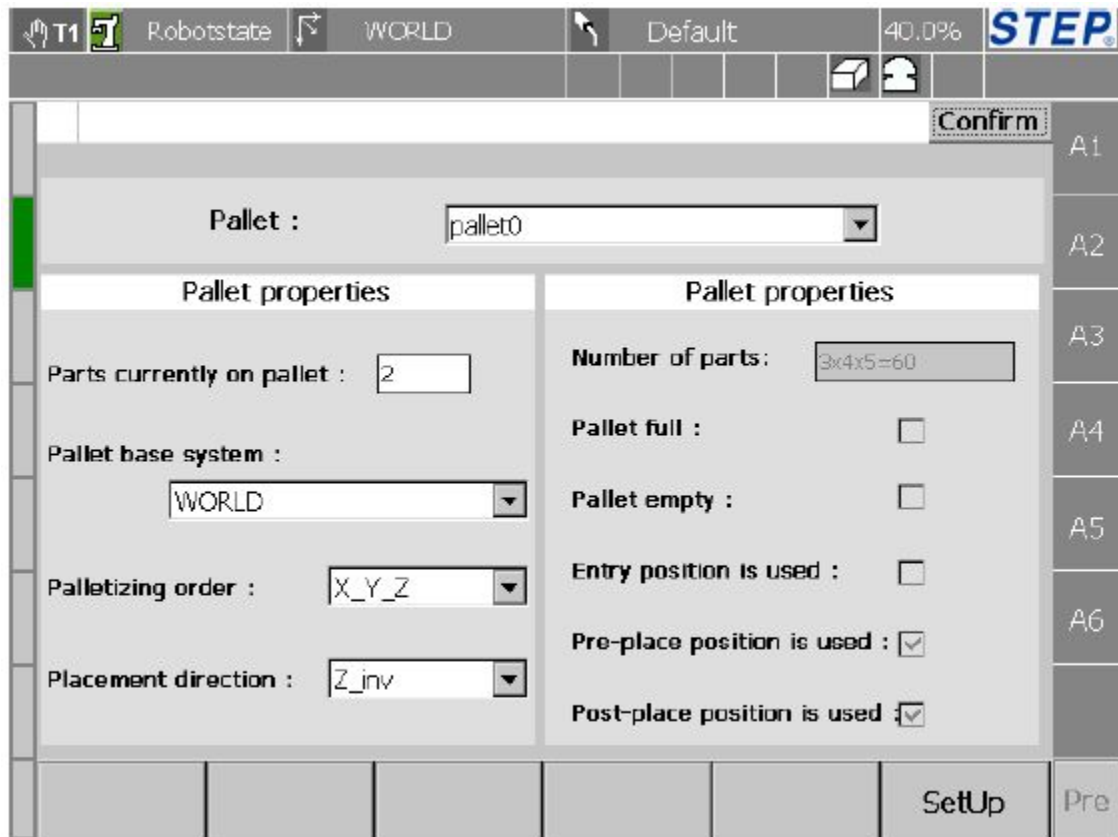 T1 Robotstate WORLD Default 40.0% STEP®
Confirm
A1
Pallet : pallet0
A2
Pallet properties
Parts currently on pallet : 2
Pallet base system :
WORLD
Palletizing order : X_Y_Z
Placement direction : Z_inv
Pallet properties
Number of parts: 3x4x5=60
Pallet full :
Pallet empty :
Entry position is used :
Pre-place position is used :
Post-place position is used :
A3
A4
A5
A6
SetUp Pre